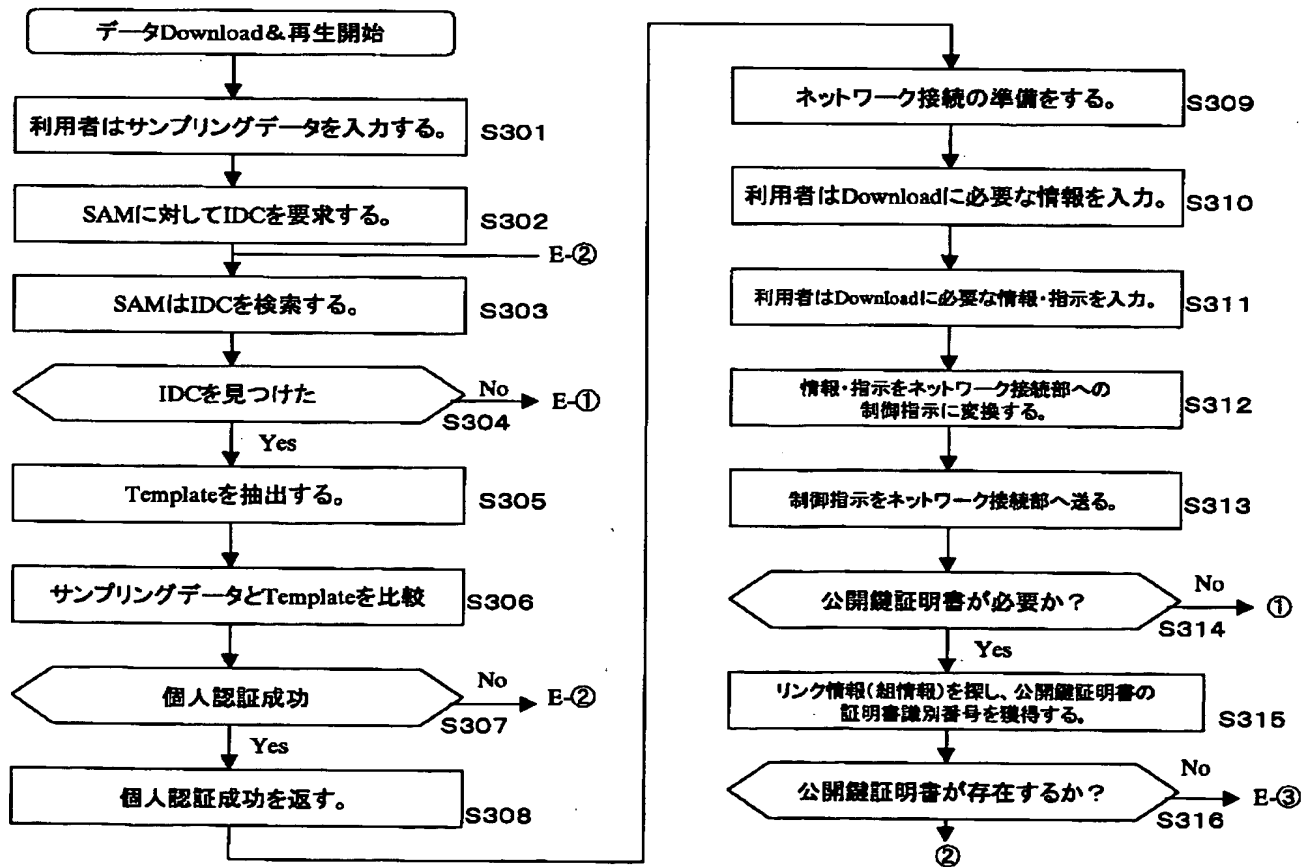 データDownload&再生開始
利用者はサンプリングデータを入力する。
S301
SAMに対してIDCを要求する。
S302
E-②
SAMはIDCを検索する。
S303
IDCを見つけた
No
E-①
S304
Yes
Templateを抽出する。
S305
サンプリングデータとTemplateを比較
S306
個人認証成功
No
E-②
S307
Yes
個人認証成功を返す。
S308
ネットワーク接続の準備をする。
S309
利用者はDownloadに必要な情報を入力。
S310
利用者はDownloadに必要な情報・指示を入力。
S311
情報・指示をネットワーク接続部への
制御指示に変換する。
S312
制御指示をネットワーク接続部へ送る。
S313
公開鍵証明書が必要か？
No
①
S314
Yes
リンク情報(組情報)を探し、公開鍵証明書の
証明書識別番号を獲得する。
S315
公開鍵証明書が存在するか？
No
E-③
S316
②